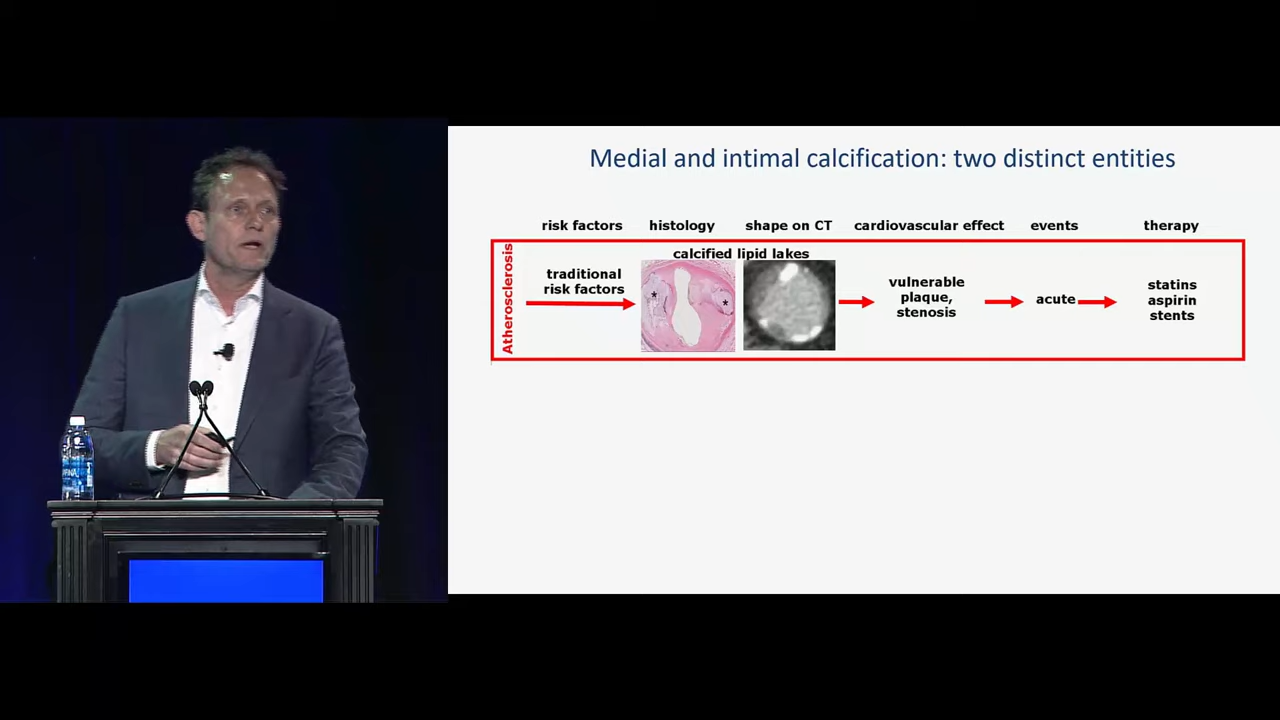 Medial and intimal calcification: two distinct entities
risk factors histology shape on CT cardiovascular effect events therapy
Atherosclerosis
calcified lipid lakes
traditional
risk factors
*
*
vulnerable
plaque,
stenosis
acute
statins
aspirin
stents